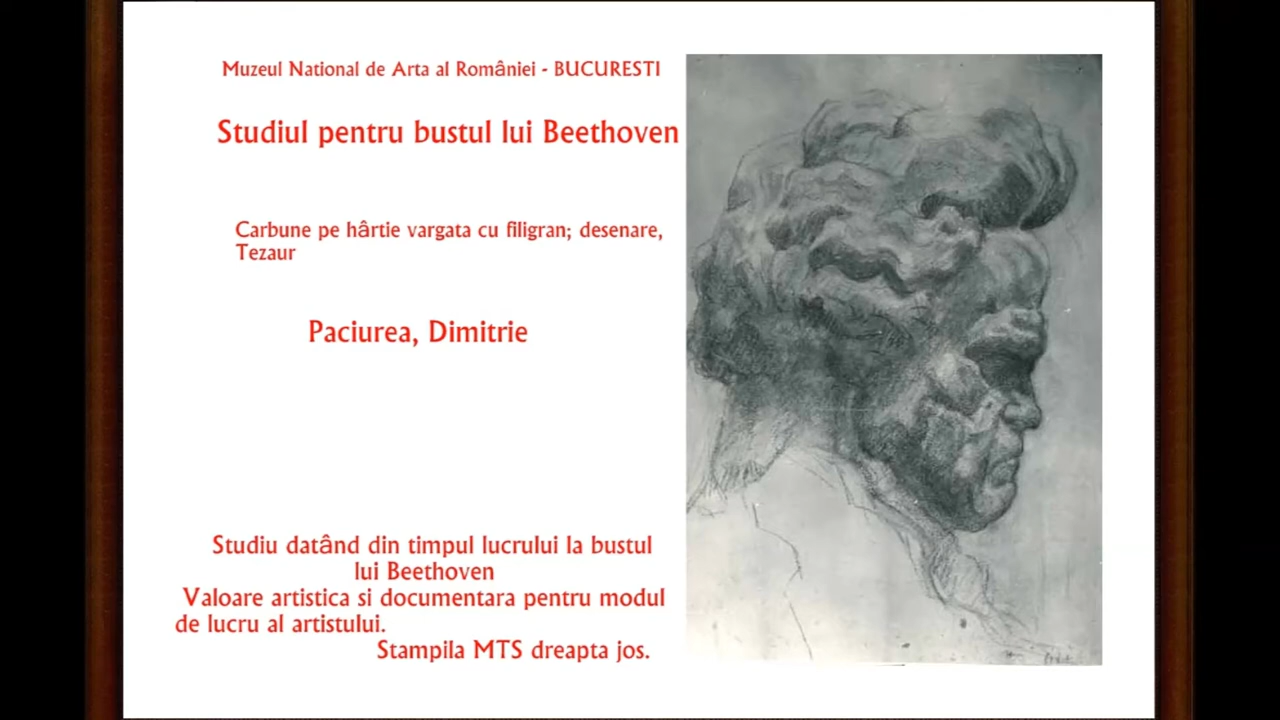 Muzeul National de Arta al României - BUCURESTI
Studiul pentru bustul lui Beethoven
Carbune pe hârtie vargata cu filigran; desenare,
Tezaur
Paciurea, Dimitrie
Studiu datând din timpul lucrului la bustul
lui Beethoven
Valoare artistica si documentara pentru modul
de lucru al artistului.
Stampila MTS dreapta jos.